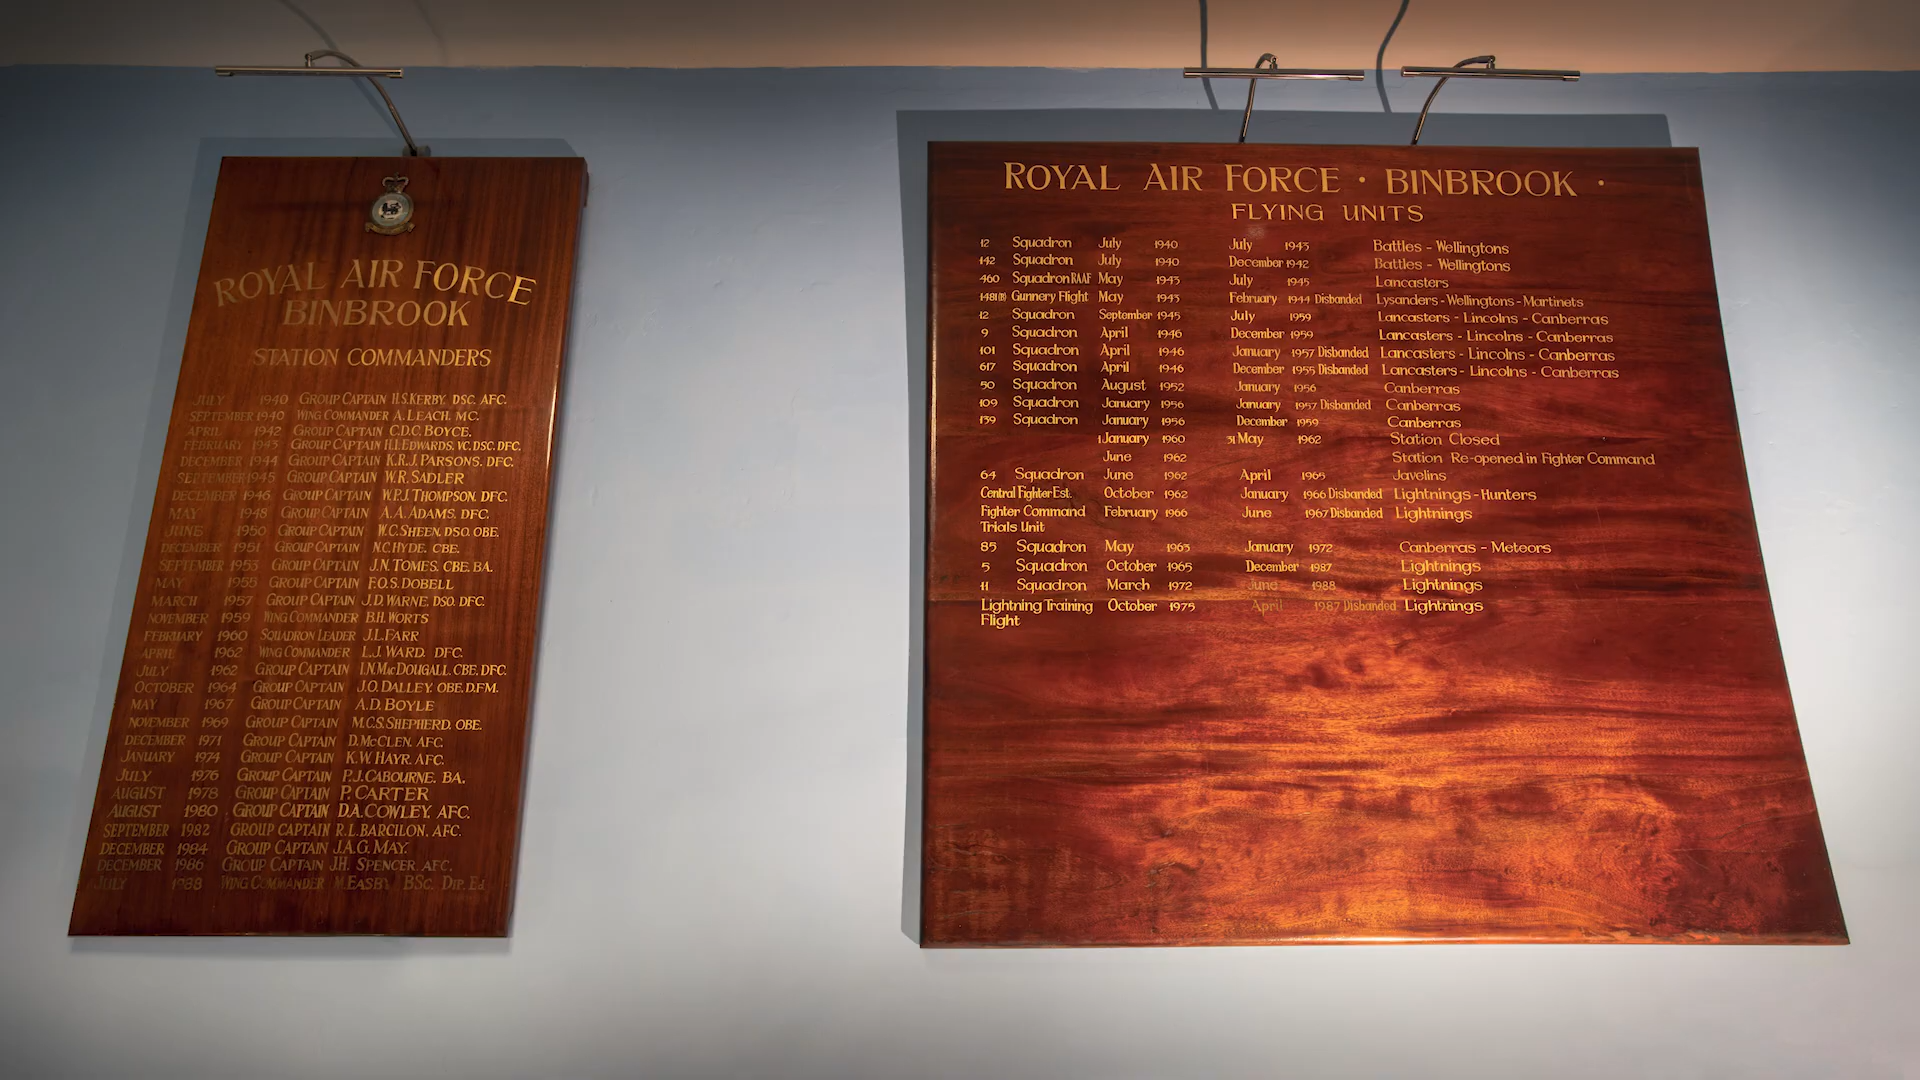 ROYAL AIR FORCE
BINBROOK
STATION COMMANDERS
JULY 1940 GROUP CAPTAIN H.S.KERBY. DSC. AFC.
SEPTEMBER 1940 WING COMMANDER A.LEACH. MC.
APRIL 1942 GROUP CAPTAIN C.D.C. BOYCE.
FEBRUARY 1943 GROUP CAPTAIN H.I.EDWARDS. VC. DSC. DFC.
DECEMBER 1944 GROUP CAPTAIN K.R.J. PARSONS. DFC.
SEPTEMBER 1945 GROUP CAPTAIN W.R. SADLER
DECEMBER 1946 GROUP CAPTAIN W.P.J. THOMPSON. DFC.
MAY 1948 GROUP CAPTAIN A.A. ADAMS. DFC.
JUNE 1950 GROUP CAPTAIN W.C. SHEEN. DSO. OBE.
DECEMBER 1951 GROUP CAPTAIN N.C. HYDE. CBE.
SEPTEMBER 1953 GROUP CAPTAIN J.N. TOMES. CBE. BA.
MAY 1955 GROUP CAPTAIN F.O.S. DOBELL
MARCH 1957 GROUP CAPTAIN J.D. WARNE. DSO. DFC.
NOVEMBER 1959 WING COMMANDER B.H. WORTS
FEBRUARY 1960 SQUADRON LEADER J.L. FARR
APRIL 1962 WING COMMANDER L.J. WARD. DFC.
JULY 1962 GROUP CAPTAIN I.N. MACDOUGALL. CBE. DFC.
OCTOBER 1964 GROUP CAPTAIN J.O. DALLEY. OBE. D.F.M.
MAY 1967 GROUP CAPTAIN A.D. BOYLE
NOVEMBER 1969 GROUP CAPTAIN M.C.S. SHEPHERD. OBE.
DECEMBER 1971 GROUP CAPTAIN D. MCCLEN. AFC.
JANUARY 1974 GROUP CAPTAIN K.W. HAYR. AFC.
JULY 1976 GROUP CAPTAIN P.J. CABOURNE. BA.
AUGUST 1978 GROUP CAPTAIN P. CARTER
AUGUST 1980 GROUP CAPTAIN D.A. COWLEY. AFC.
SEPTEMBER 1982 GROUP CAPTAIN R.L. BARCILON. AFC.
DECEMBER 1984 GROUP CAPTAIN J.A.G. MAY.
DECEMBER 1986 GROUP CAPTAIN J.H. SPENCER. AFC.
JULY 1988 WING COMMANDER M. EASBY BSC. DIP. ED
ROYAL AIR FORCE · BINBROOK ·
FLYING UNITS
12 Squadron July 1940 July 1943 Battles - Wellingtons
142 Squadron July 1940 December 1942 Battles - Wellingtons
460 Squadron RAAF May 1943 July 1945 Lancasters
1481(B) Gunnery Flight May 1943 February 1944 Disbanded Lysanders - Wellingtons - Martinets
12 Squadron September 1945 July 1959 Lancasters - Lincolns - Canberras
9 Squadron April 1946 December 1959 Lancasters - Lincolns - Canberras
101 Squadron April 1946 January 1957 Disbanded Lancasters - Lincolns - Canberras
617 Squadron April 1946 December 1955 Disbanded Lancasters - Lincolns - Canberras
50 Squadron August 1952 January 1956 Canberras
109 Squadron January 1956 January 1957 Disbanded Canberras
139 Squadron January 1956 December 1959 Canberras
1 January 1960 31 May 1962 Station Closed
June 1962 Station Re-opened in Fighter Command
64 Squadron June 1962 April 1965 Javelins
Central Fighter Est. October 1962 January 1966 Disbanded Lightnings - Hunters
Fighter Command February 1966 June 1967 Disbanded Lightnings
Trials Unit
85 Squadron May 1963 January 1972 Canberras - Meteors
5 Squadron October 1965 December 1987 Lightnings
11 Squadron March 1972 June 1988 Lightnings
Lightning Training October 1975 April 1987 Disbanded Lightnings
Flight